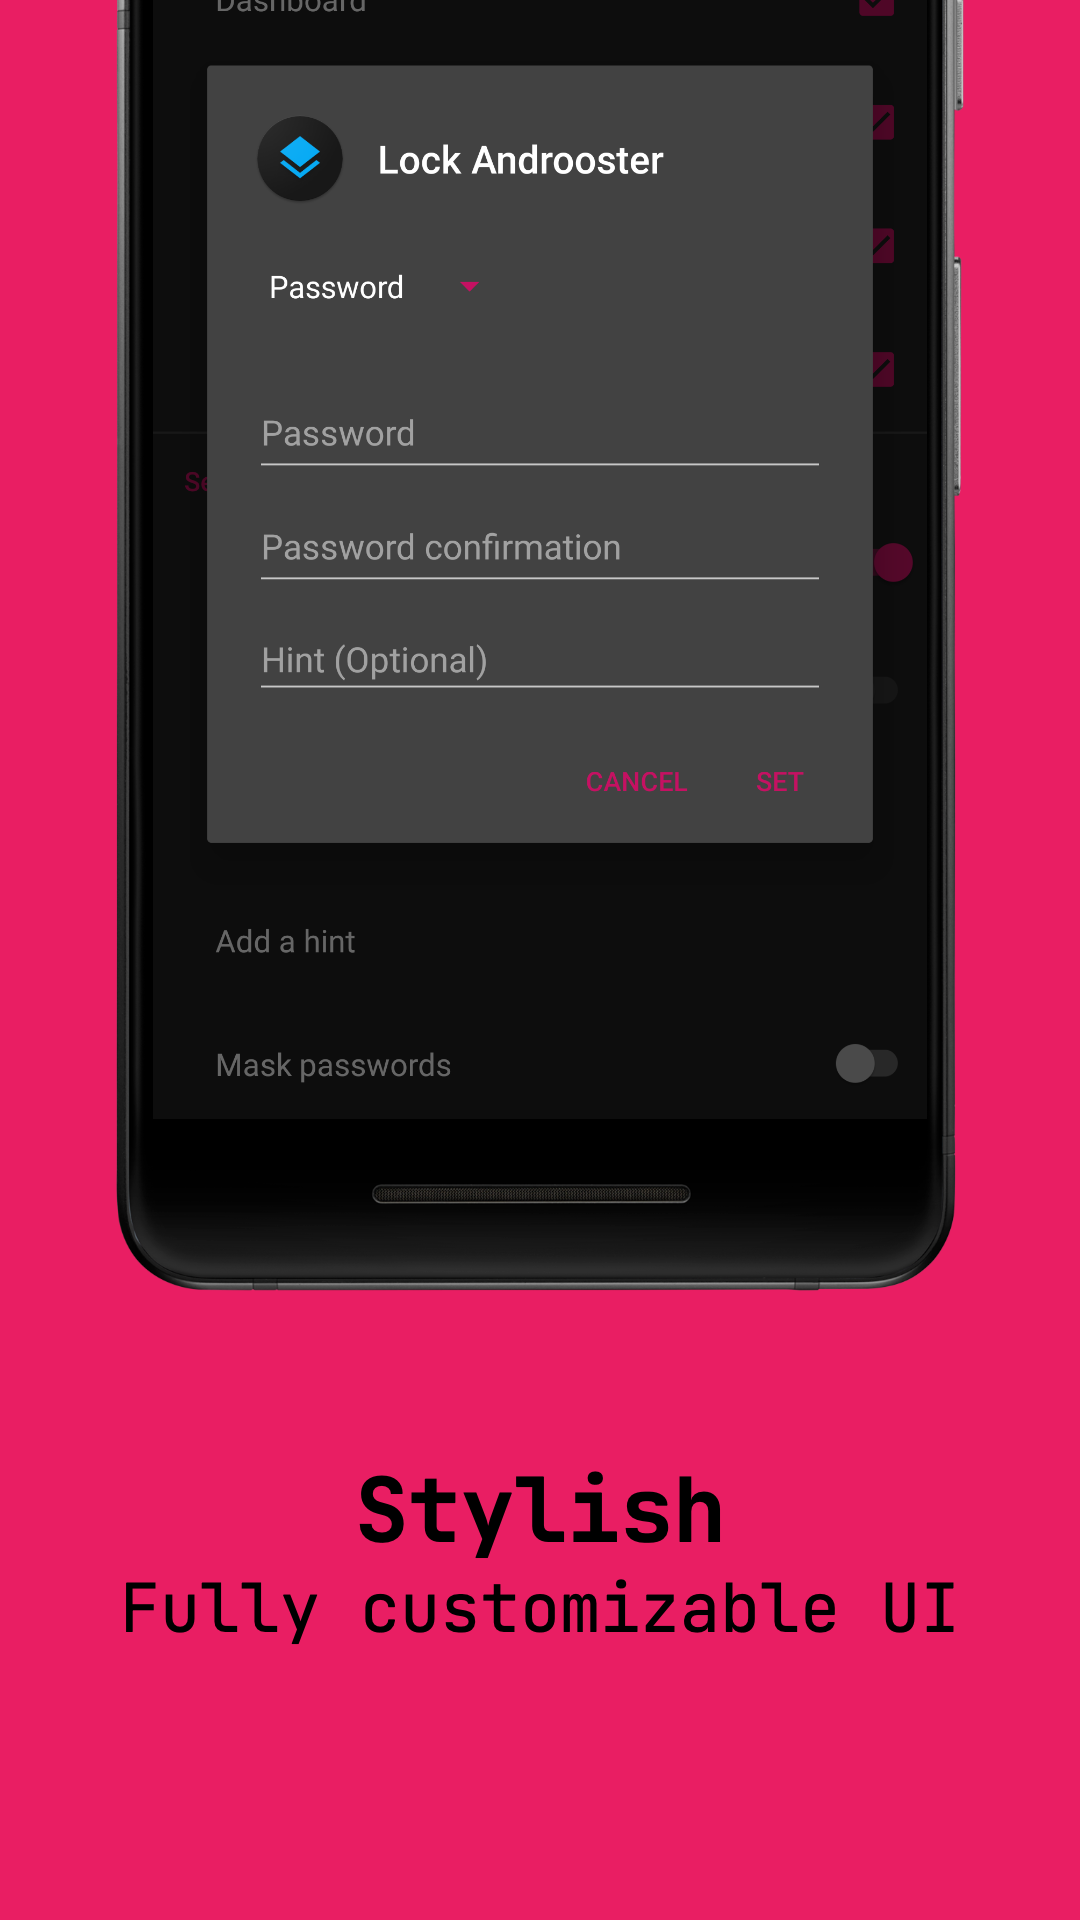 Dashboard
Lock Androoster
Password
Password
Se
Password confirmation
Hint (Optional)
CANCEL SET
Add a hint
Mask passwords
Stylish
Fully customizable UI